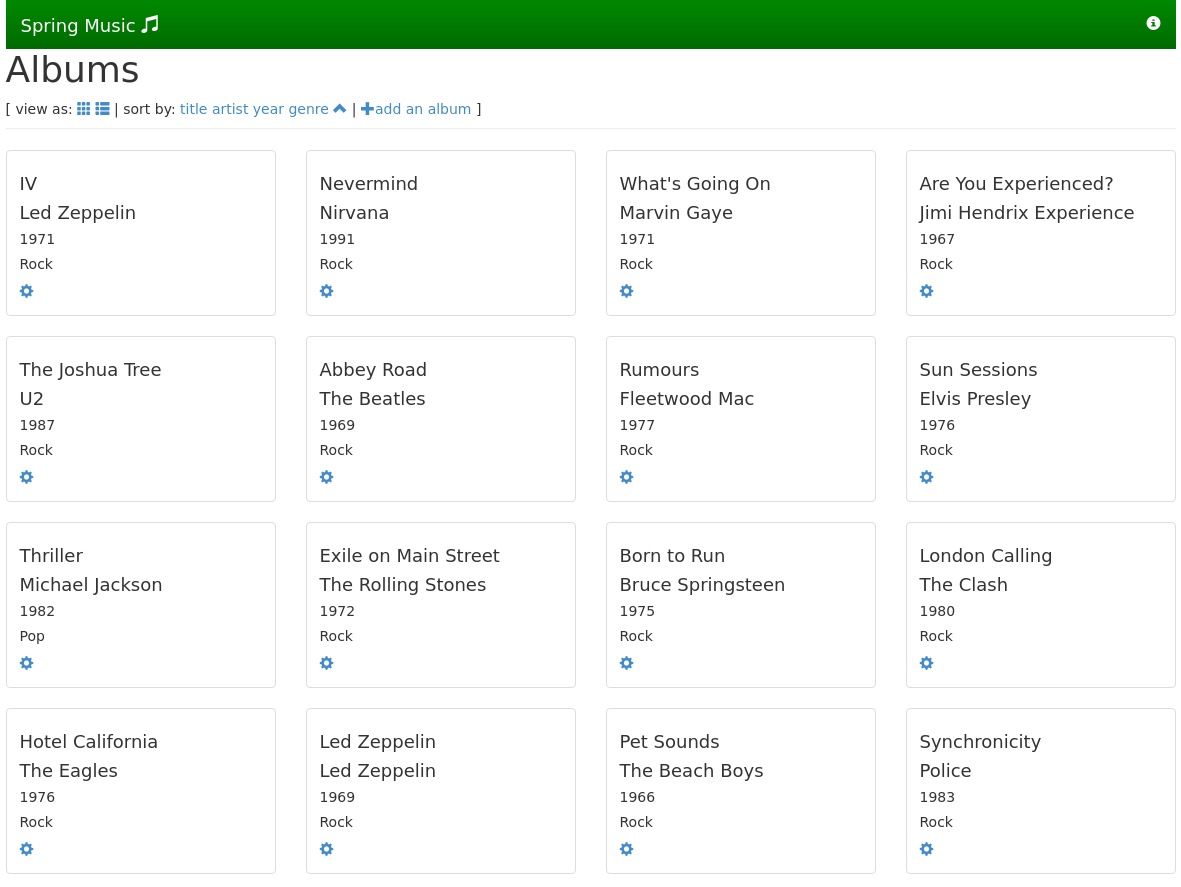 Spring Music
Albums
[ view as: | sort by: title artist year genre | add an album ]
IV
Led Zeppelin
1971
Rock
Nevermind
Nirvana
1991
Rock
What's Going On
Marvin Gaye
1971
Rock
Are You Experienced?
Jimi Hendrix Experience
1967
Rock
The Joshua Tree
U2
1987
Rock
Abbey Road
The Beatles
1969
Rock
Rumours
Fleetwood Mac
1977
Rock
Sun Sessions
Elvis Presley
1976
Rock
Thriller
Michael Jackson
1982
Pop
Exile on Main Street
The Rolling Stones
1972
Rock
Born to Run
Bruce Springsteen
1975
Rock
London Calling
The Clash
1980
Rock
Hotel California
The Eagles
1976
Rock
Led Zeppelin
Led Zeppelin
1969
Rock
Pet Sounds
The Beach Boys
1966
Rock
Synchronicity
Police
1983
Rock